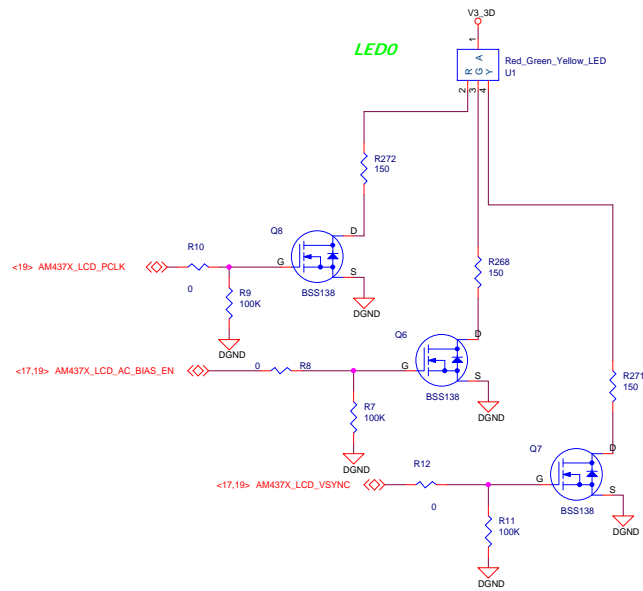 V3_3D
LED0
1
A
R
G
Y
Red_Green_Yellow_LED
U1
2
3
4
R272
150
Q8
D
R10
G
S
<19> AM437X_LCD_PCLK
0
R9
100K
BSS138
DGND
DGND
R268
150
Q6
D
<17,19> AM437X_LCD_AC_BIAS_EN
0
R8
G
S
R7
100K
BSS138
DGND
DGND
R271
150
Q7
D
R12
G
S
<17,19> AM437X_LCD_VSYNC
0
R11
100K
BSS138
DGND
DGND